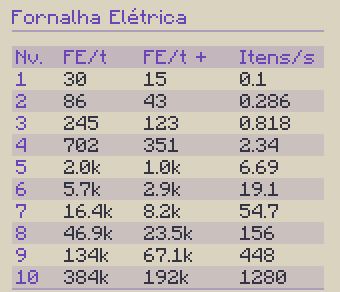 Fornalha Elétrica
Nv. FE/t FE/t + Itens/s
1 30 15 0.1
2 86 43 0.286
3 245 123 0.818
4 702 351 2.34
5 2.0k 1.0k 6.69
6 5.7k 2.9k 19.1
7 16.4k 8.2k 54.7
8 46.9k 23.5k 156
9 134k 67.1k 448
10 384k 192k 1280